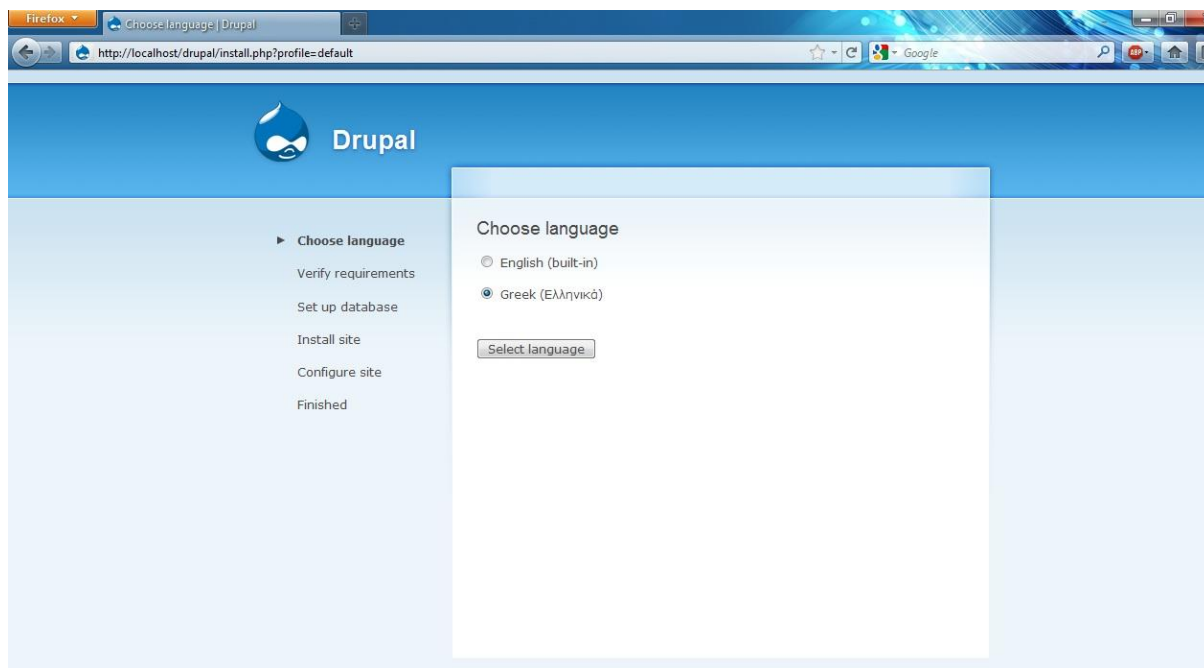 Firefox
Choose language | Drupal
http://localhost/drupal/install.php?profile=default
Google
ABP
Drupal
Choose language
Verify requirements
Set up database
Install site
Configure site
Finished
Choose language
English (built-in)
Greek (Ελληνικά)
Select language